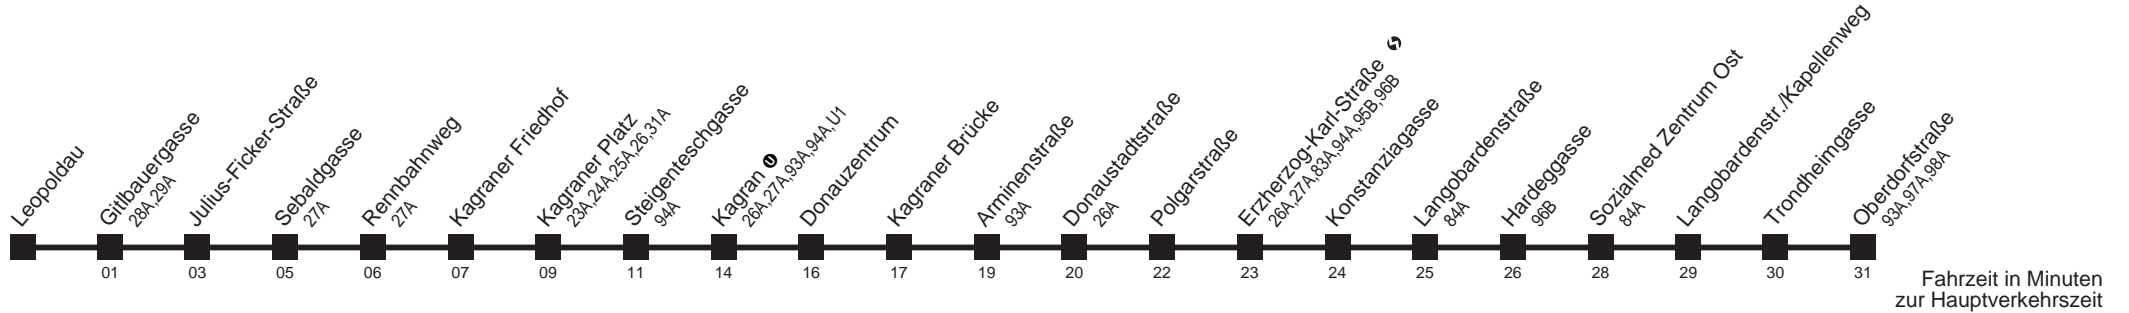 Leopoldau
Gitlbauergasse
28A,29A
Julius-Ficker-Straße
Sebaldgasse
27A
Rennbahnweg
27A
Kagraner Friedhof
Kagraner Platz
23A,24A,25A,26,31A
Steigenteschgasse
94A
Kagran U
26A,27A,93A,94A,U1
Donauzentrum
Kagraner Brücke
Arminenstraße
93A
Donaustadtstraße
26A
Polgarstraße
Erzherzog-Karl-Straße
26A,27A,83A,94A,95B,96B
Konstanziagasse
Langobardenstraße
84A
Hardeggasse
96B
Sozialmed Zentrum Ost
84A
Langobardenstr./Kapellenweg
Trondheimgasse
Oberdorfstraße
93A,97A,98A
01 03 05 06 07 09 11 14 16 17 19 20 22 23 24 25 26 28 29 30 31
Fahrzeit in Minuten
zur Hauptverkehrszeit